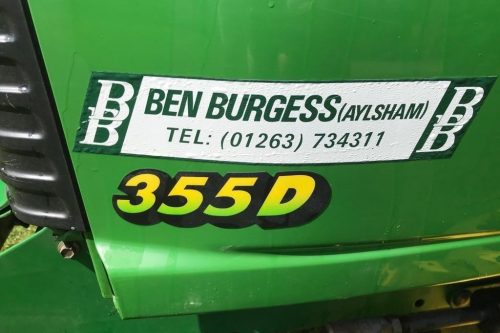 BB BEN BURGESS (AYLSHAM) BB
TEL: (01263) 734311
355D